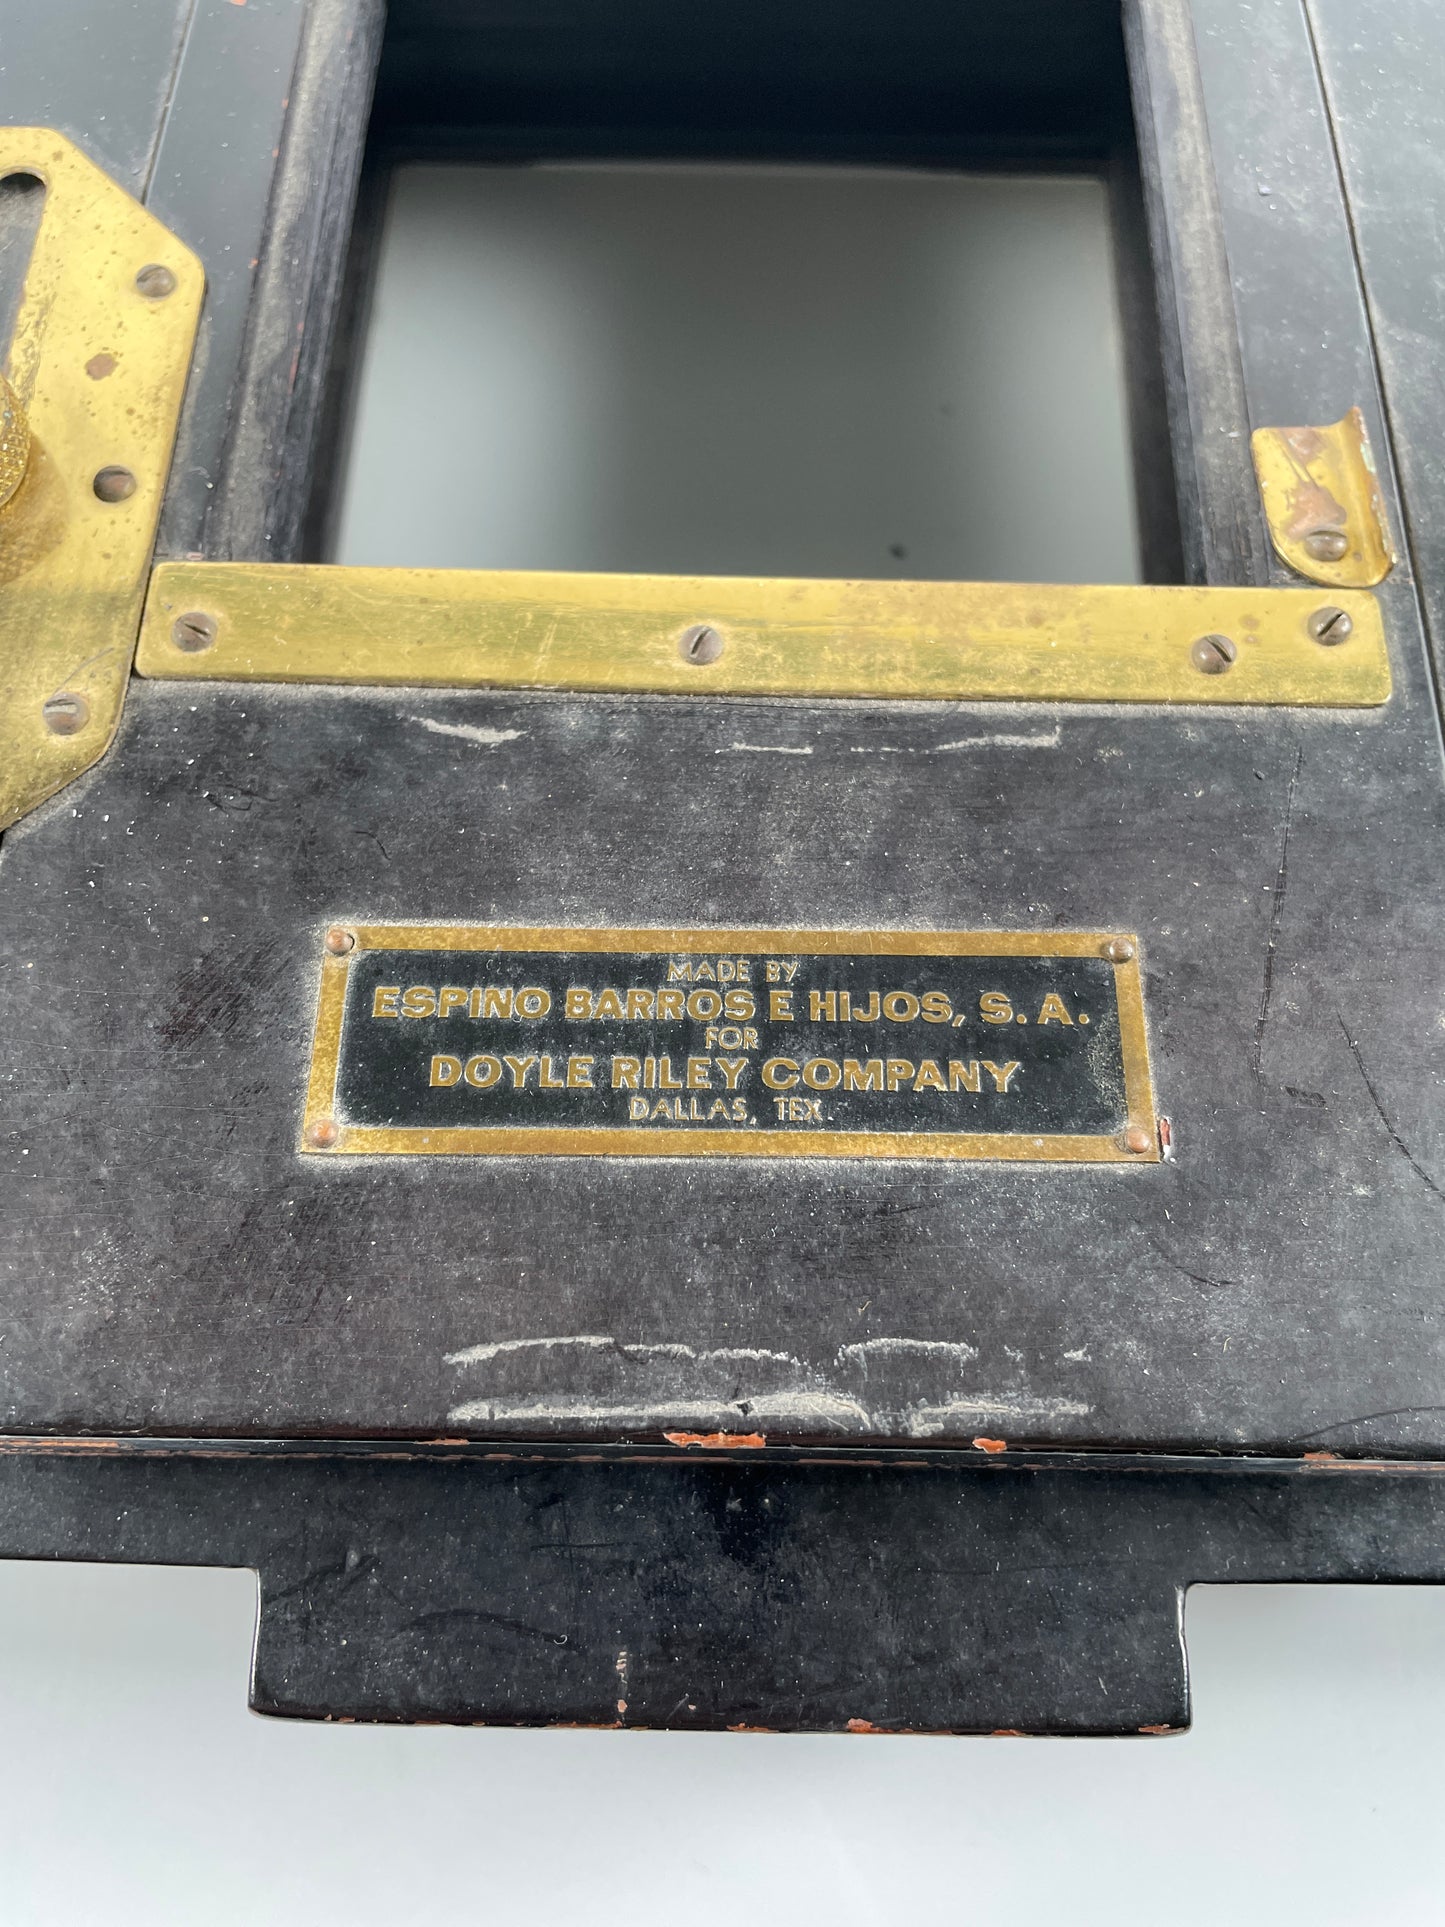 MADE BY
ESPINO BARROS E HIJOS, S. A.
FOR
DOYLE RILEY COMPANY
DALLAS, TEX.